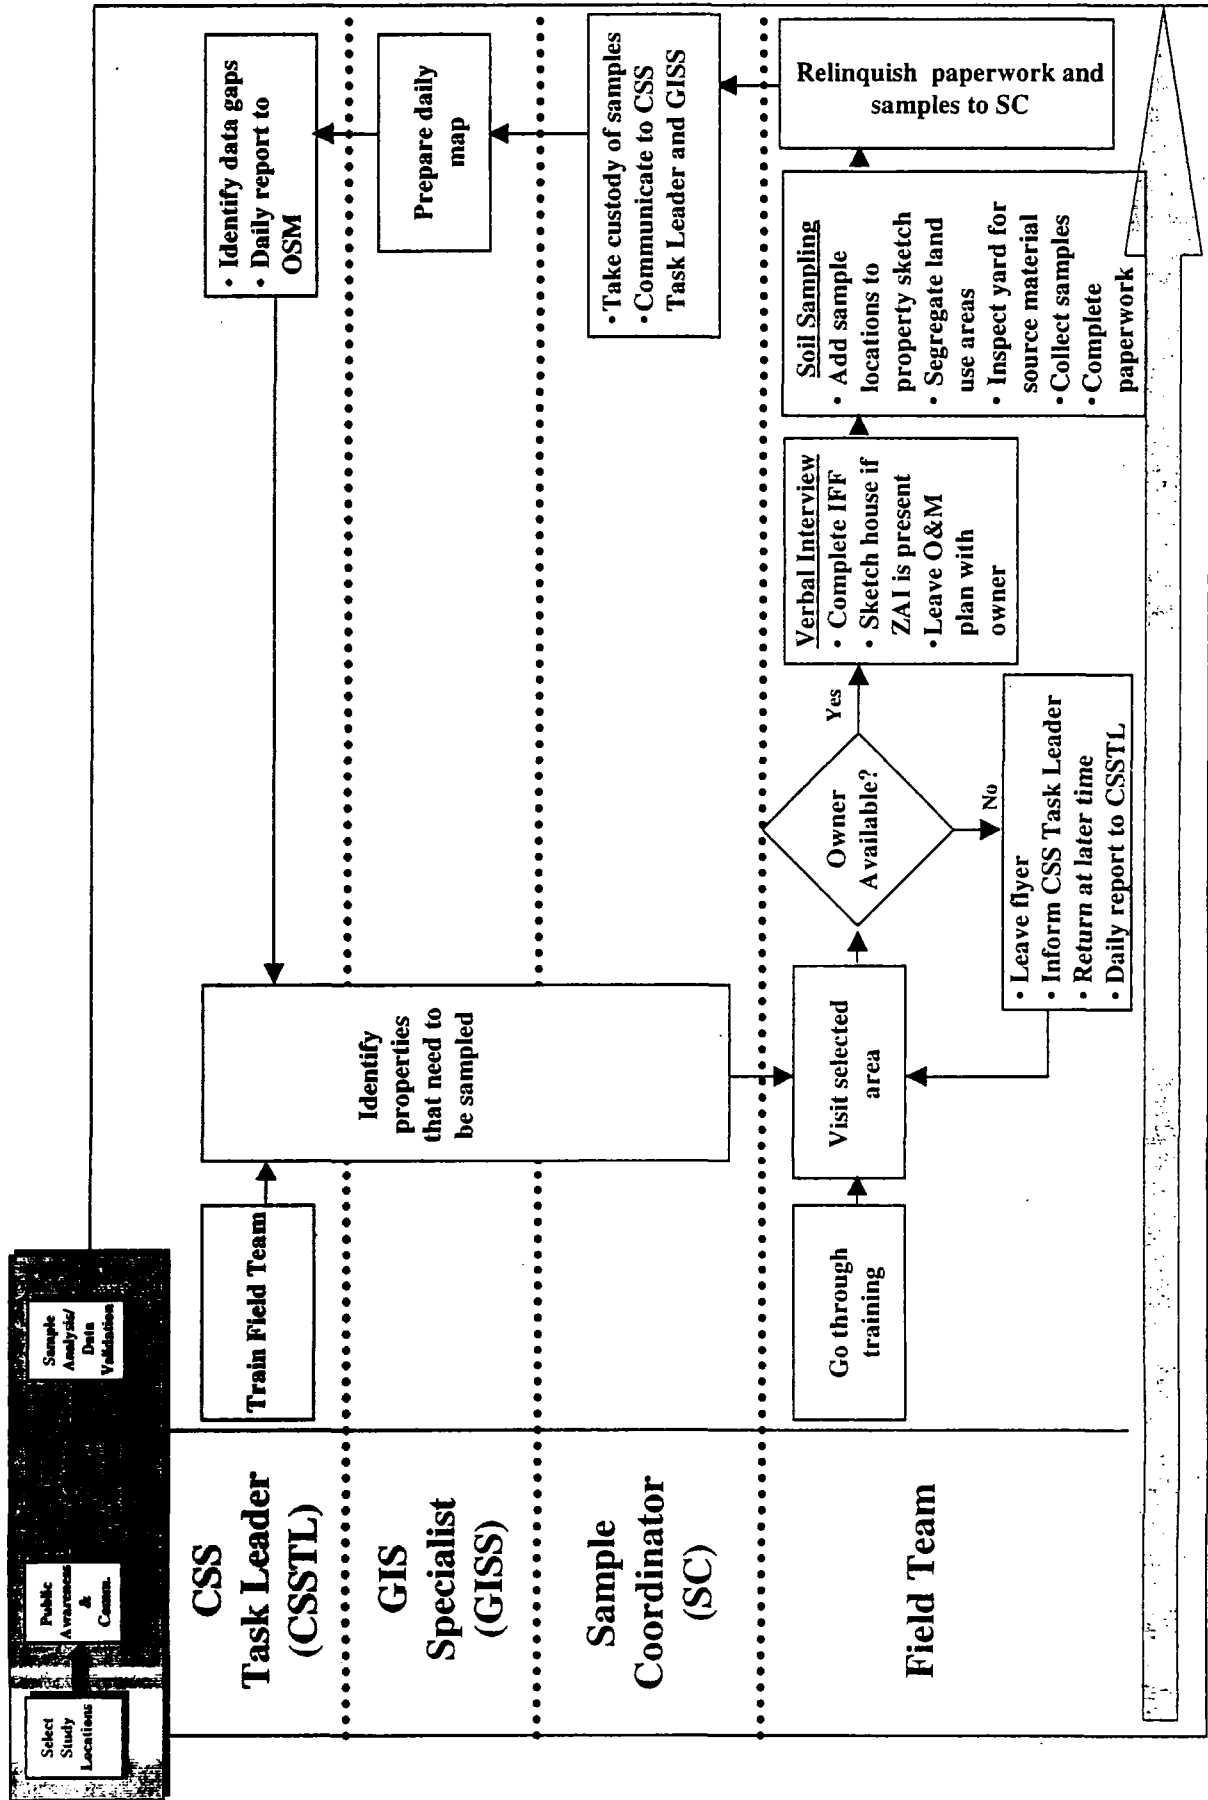 Select
Study
Locations
Public
Awareness
&
Comm.
Sample
Analysis/
Data
Validation
CSS
Task Leader
(CSSTL)
Train Field Team
• Identify data gaps
• Daily report to
OSM
GIS
Specialist
(GISS)
Identify
properties
that need to
be sampled
Prepare daily
map
Sample
Coordinator
(SC)
• Take custody of samples
• Communicate to CSS
Task Leader and GISS
Field Team
Go through
training
Visit selected
area
Owner
Available?
Yes
No
• Leave flyer
• Inform CSS Task Leader
• Return at later time
• Daily report to CSSTL
Verbal Interview
• Complete IFF
• Sketch house if
ZAI is present
• Leave O&M
plan with
owner
Soil Sampling
• Add sample
locations to
property sketch
• Segregate land
use areas
• Inspect yard for
source material
• Collect samples
• Complete
paperwork
Relinquish paperwork and
samples to SC